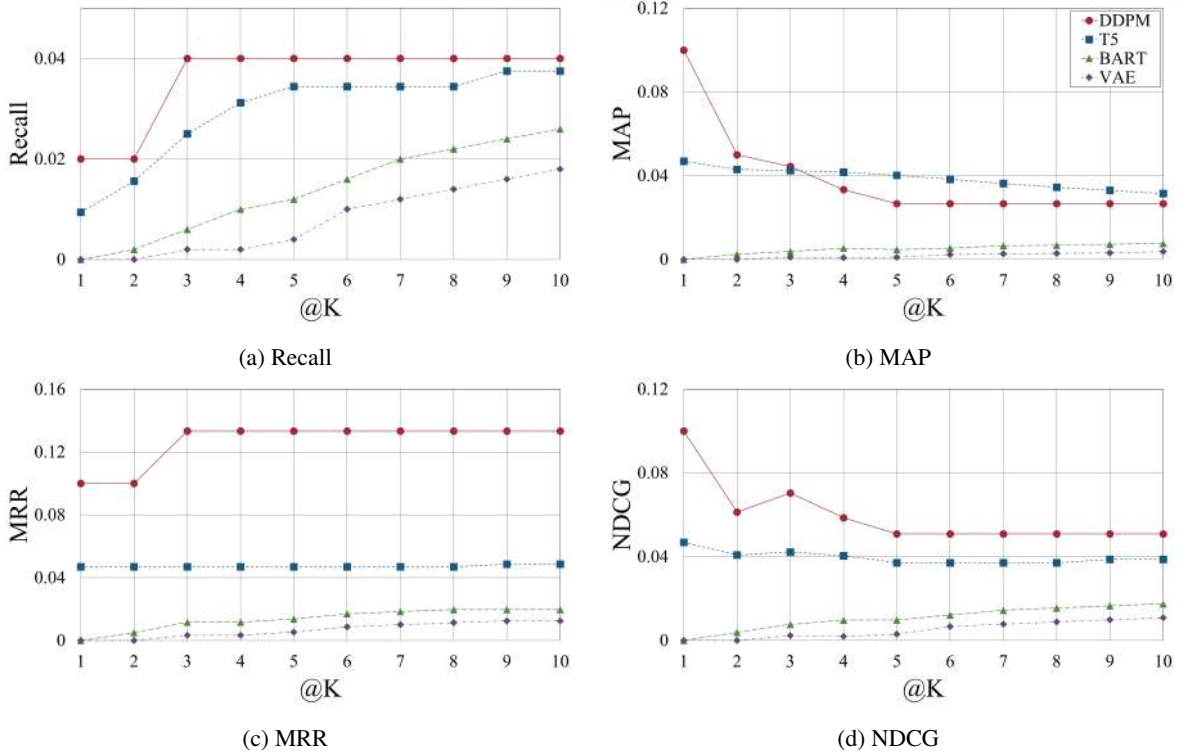 Recall
0.04
0.02
0
1 2 3 4 5 6 7 8 9 10
@K
(a) Recall
MAP
0.12
0.08
0.04
0
DDPM
T5
BART
VAE
1 2 3 4 5 6 7 8 9 10
@K
(b) MAP
MRR
0.16
0.12
0.08
0.04
0
1 2 3 4 5 6 7 8 9 10
@K
(c) MRR
NDCG
0.12
0.08
0.04
0
1 2 3 4 5 6 7 8 9 10
@K
(d) NDCG